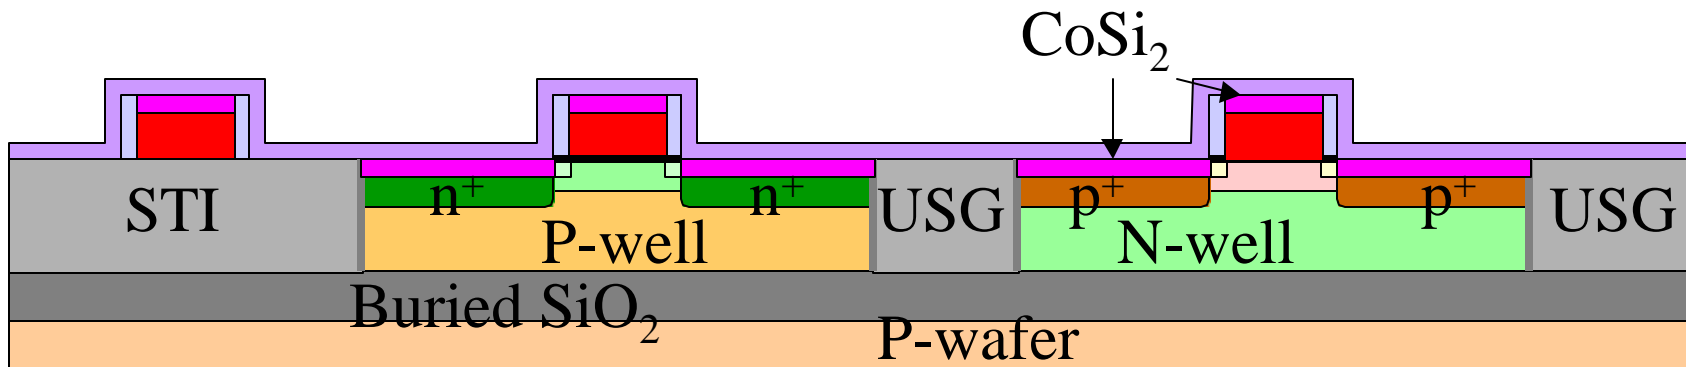 CoSi₂
n⁺ n⁺ p⁺ p⁺
STI USG USG
P-well N-well
Buried SiO₂
P-wafer